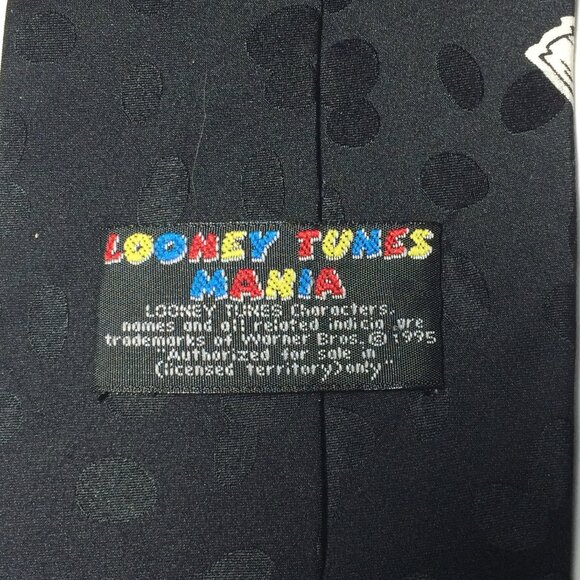 LOONEY TUNES
MANIA
LOONEY TUNES Characters,
names and all related indicia are
trademarks of Warner Bros. © 1995
"Authorized for sale in
(licensed territory) only"